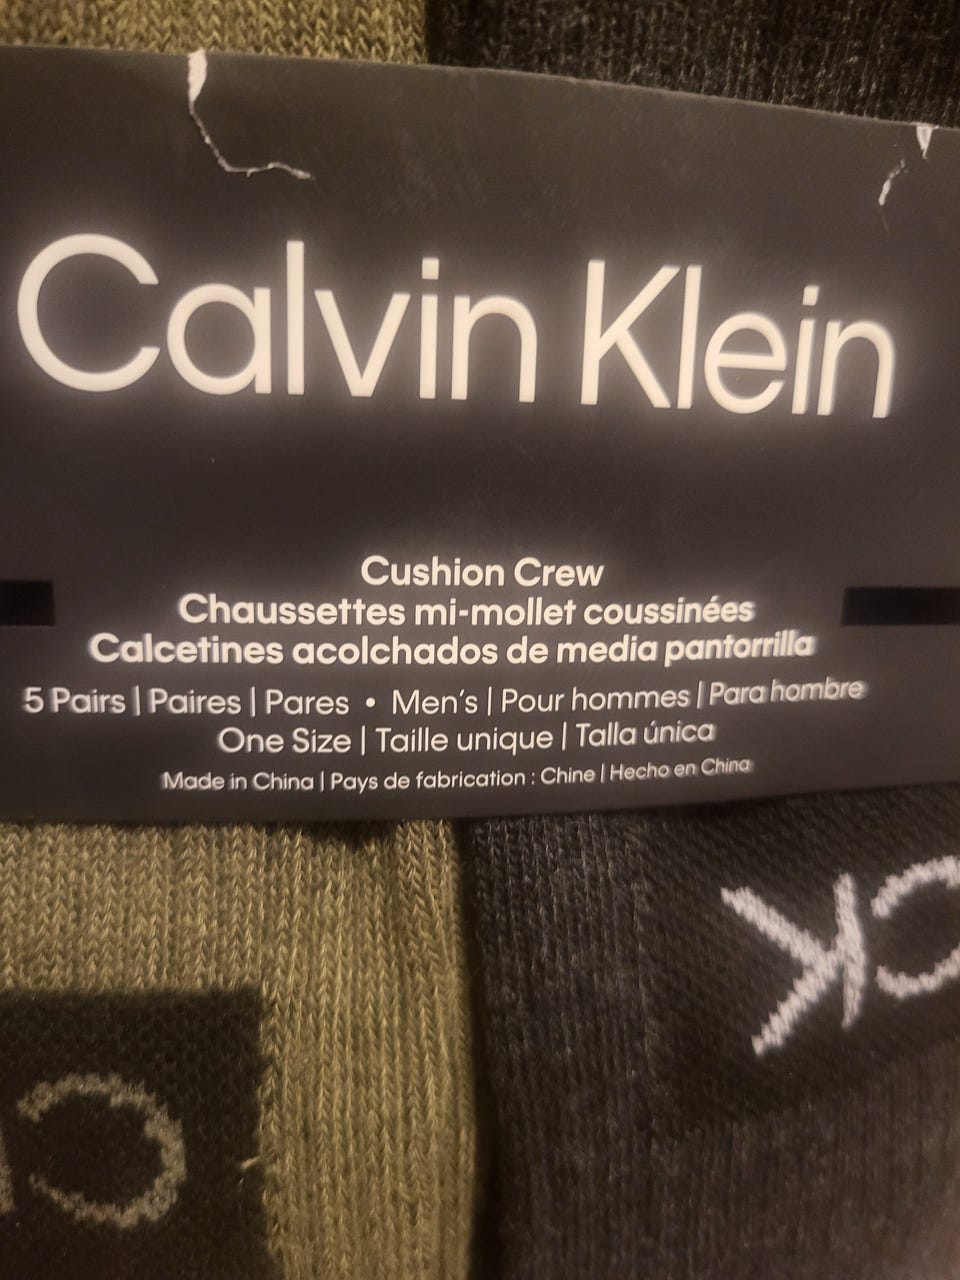 Calvin Klein
Cushion Crew
Chaussettes mi-mollet coussinées
Calcetines acolchados de media pantorrilla
5 Pairs | Paires | Pares • Men's | Pour hommes | Para hombre
One Size | Taille unique | Talla única
Made in China | Pays de fabrication : Chine | Hecho en China
CK
C